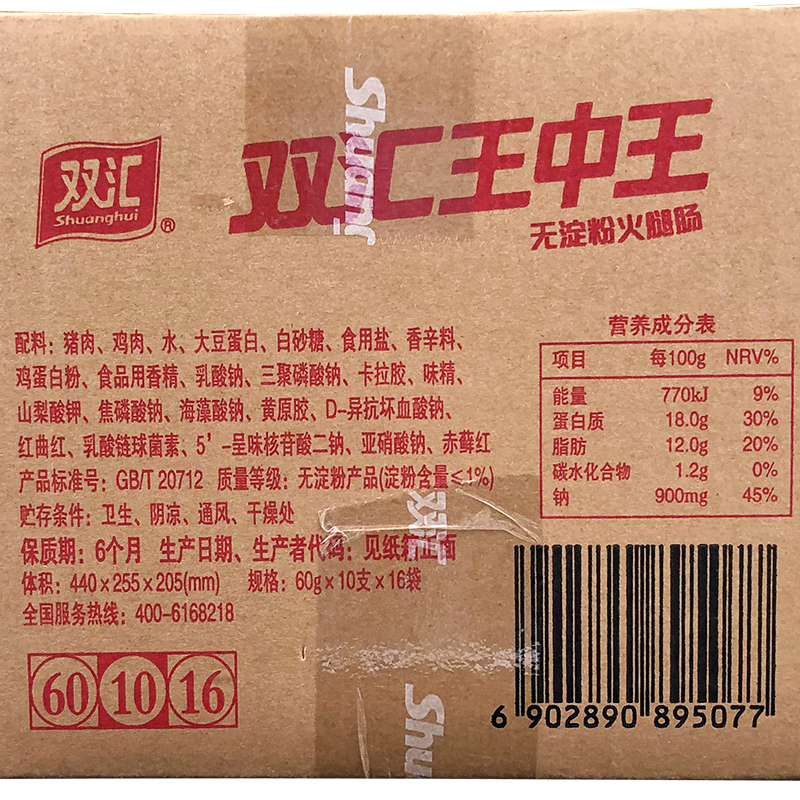 双汇
Shuanghui
®
双汇王中王
无淀粉火腿肠
配料：猪肉、鸡肉、水、大豆蛋白、白砂糖、食用盐、香辛料、
鸡蛋白粉、食品用香精、乳酸钠、三聚磷酸钠、卡拉胶、味精、
山梨酸钾、焦磷酸钠、海藻酸钠、黄原胶、D-异抗坏血酸钠、
红曲红、乳酸链球菌素、5’-呈味核苷酸二钠、亚硝酸钠、赤藓红
产品标准号：GB/T 20712 质量等级：无淀粉产品(淀粉含量≤1%)
贮存条件：卫生、阴凉、通风、干燥处
保质期：6个月 生产日期、生产者代码：见纸箱正面
体积：440×255×205(mm) 规格：60g×10支×16袋
全国服务热线：400-6168218
60 10 16
营养成分表
项目 每100g NRV%
能量 770kJ 9%
蛋白质 18.0g 30%
脂肪 12.0g 20%
碳水化合物 1.2g 0%
钠 900mg 45%
6 902890 895077
Shuan
双汇
Shu